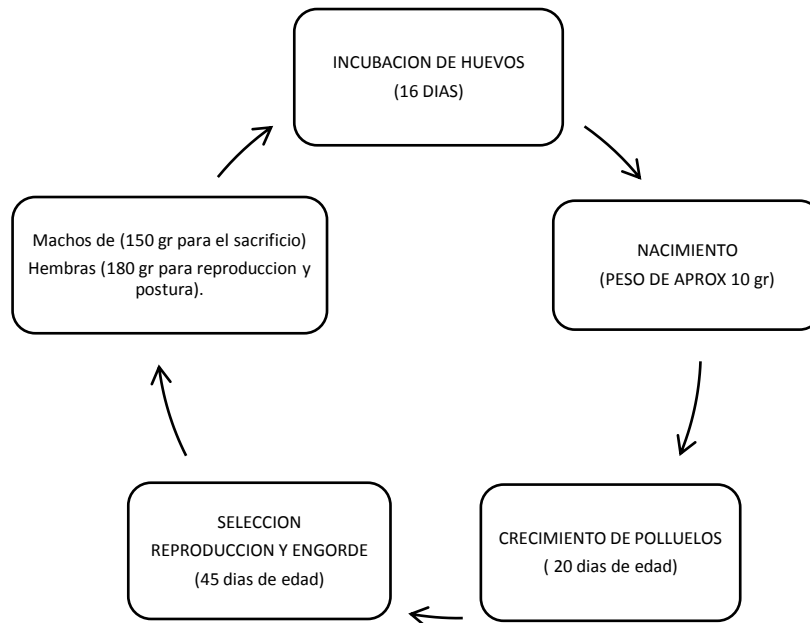 INCUBACION DE HUEVOS
(16 DIAS)
NACIMIENTO
(PESO DE APROX 10 gr)
CRECIMIENTO DE POLLUELOS
( 20 dias de edad)
SELECCION
REPRODUCCION Y ENGORDE
(45 dias de edad)
Machos de (150 gr para el sacrificio)
Hembras (180 gr para reproduccion y
postura).